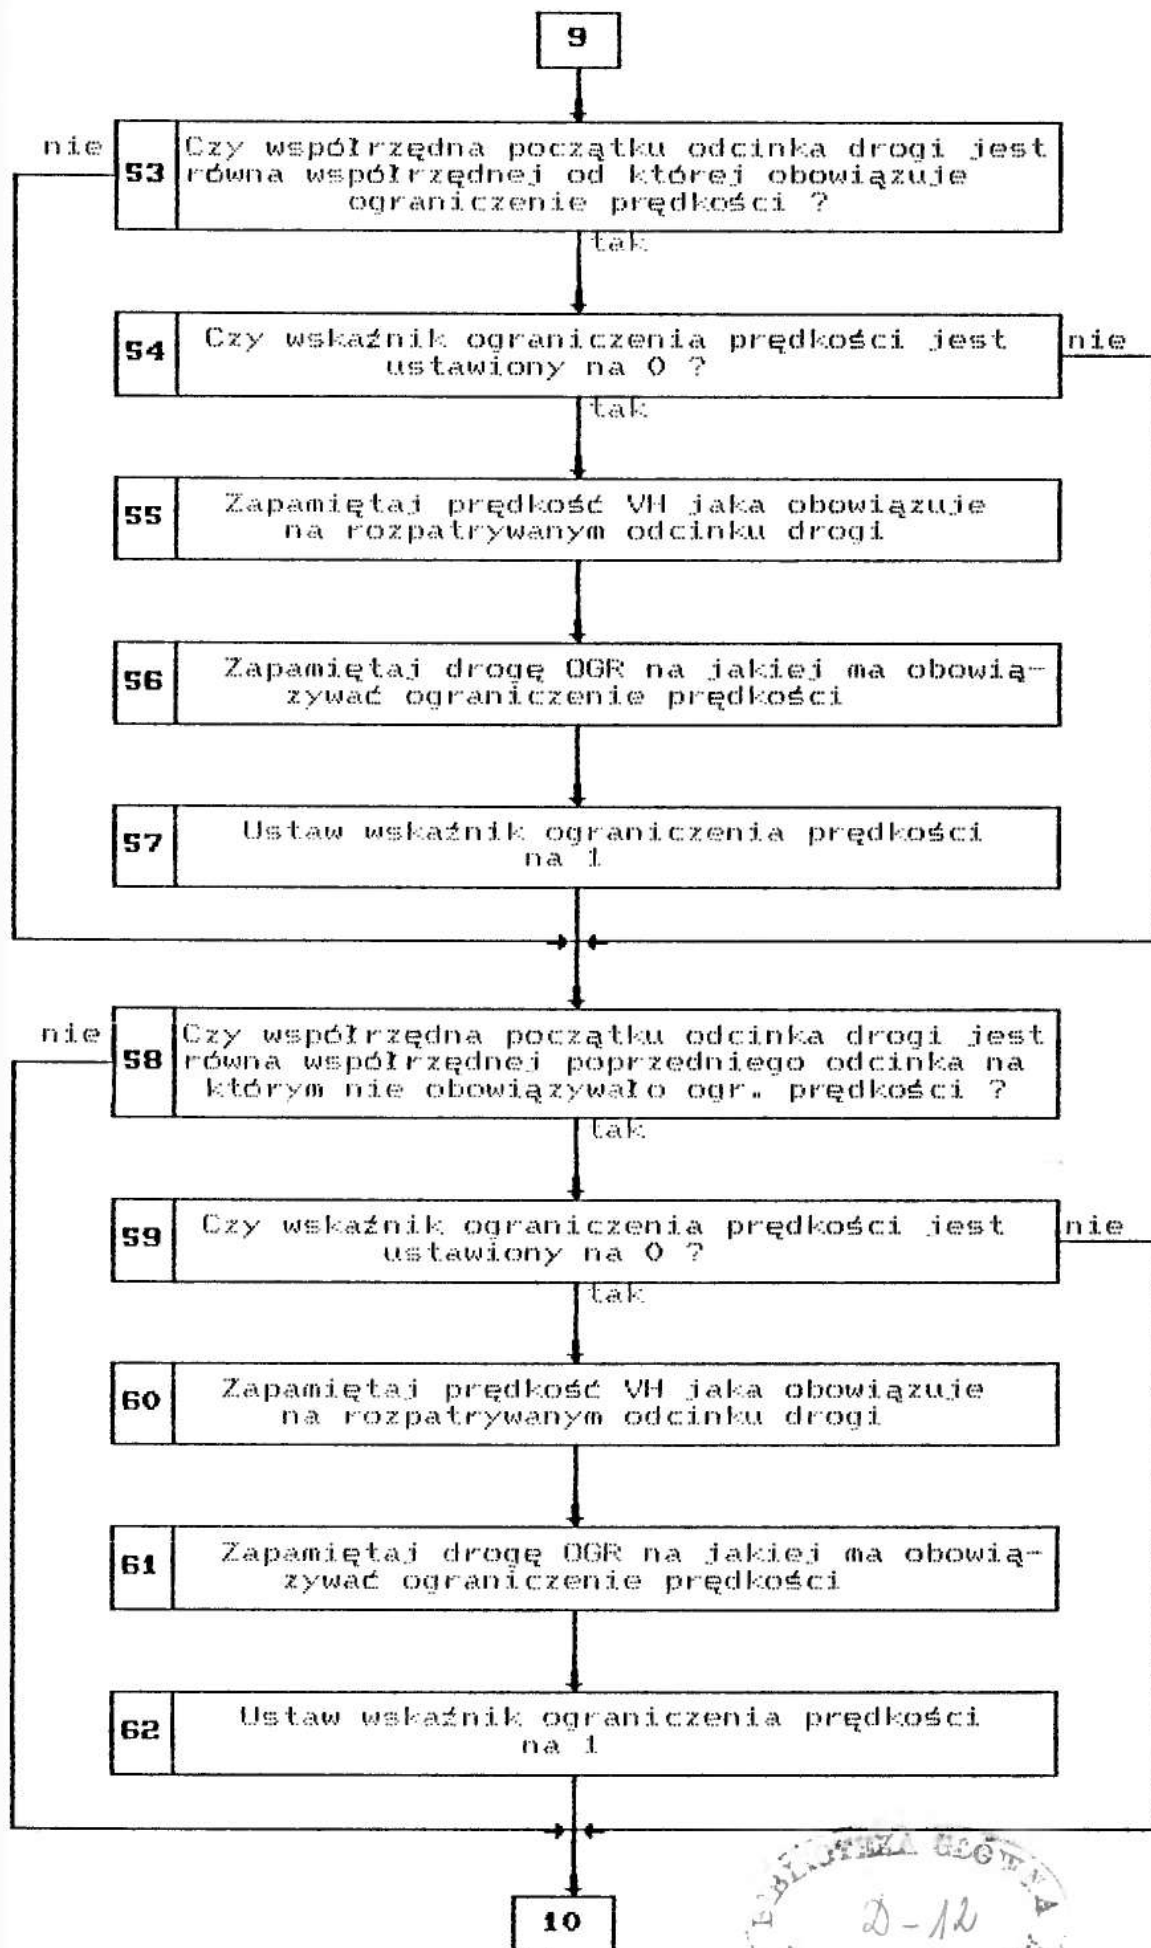 9
nie
53
Czy współrzędna początku odcinka drogi jest
równa współrzędnej od której obowiązuje
ograniczenie prędkości ?
tak
54
Czy wskaźnik ograniczenia prędkości jest
ustawiony na 0 ?
nie
tak
55
Zapamiętaj prędkość VH jaka obowiązuje
na rozpatrywanym odcinku drogi
56
Zapamiętaj drogę OGR na jakiej ma obowią-
zywać ograniczenie prędkości
57
Ustaw wskaźnik ograniczenia prędkości
na 1
nie
58
Czy współrzędna początku odcinka drogi jest
równa współrzędnej poprzedniego odcinka na
którym nie obowiązywało ogr. prędkości ?
tak
59
Czy wskaźnik ograniczenia prędkości jest
ustawiony na 0 ?
nie
tak
60
Zapamiętaj prędkość VH jaka obowiązuje
na rozpatrywanym odcinku drogi
61
Zapamiętaj drogę OGR na jakiej ma obowią-
zywać ograniczenie prędkości
62
Ustaw wskaźnik ograniczenia prędkości
na 1
10
BIBLIOTEKA GŁÓWNA
D-12